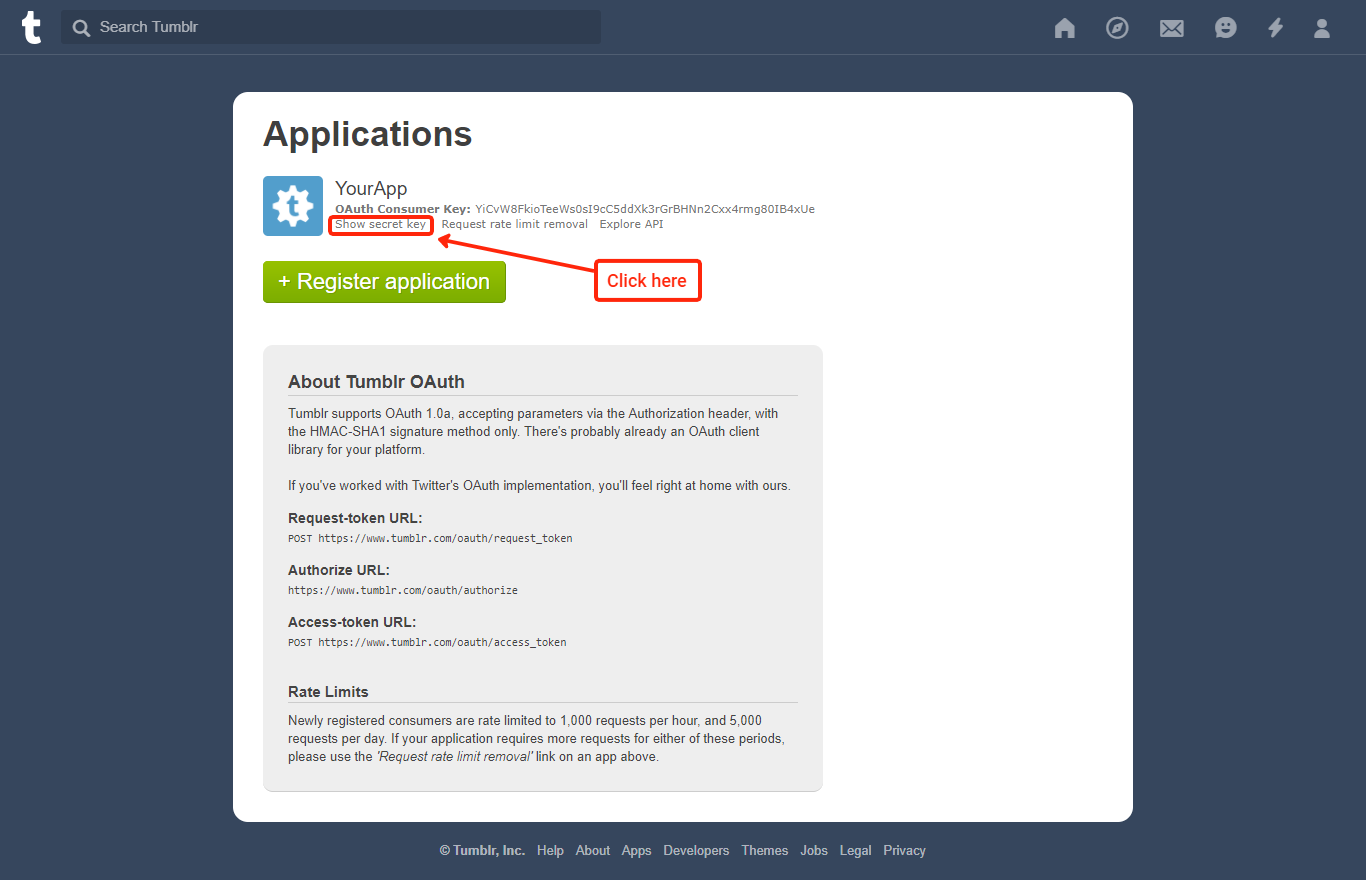 t
Search Tumblr
Applications
t
YourApp
OAuth Consumer Key: YiCvW8FkioTeeWs0sI9cC5ddXk3rGrBHNn2Cxx4rmg80IB4xUe
Show secret key Request rate limit removal Explore API
+ Register application
Click here
About Tumblr OAuth
Tumblr supports OAuth 1.0a, accepting parameters via the Authorization header, with
the HMAC-SHA1 signature method only. There's probably already an OAuth client
library for your platform.
If you've worked with Twitter's OAuth implementation, you'll feel right at home with ours.
Request-token URL:
POST https://www.tumblr.com/oauth/request_token
Authorize URL:
https://www.tumblr.com/oauth/authorize
Access-token URL:
POST https://www.tumblr.com/oauth/access_token
Rate Limits
Newly registered consumers are rate limited to 1,000 requests per hour, and 5,000
requests per day. If your application requires more requests for either of these periods,
please use the 'Request rate limit removal' link on an app above.
© Tumblr, Inc. Help About Apps Developers Themes Jobs Legal Privacy